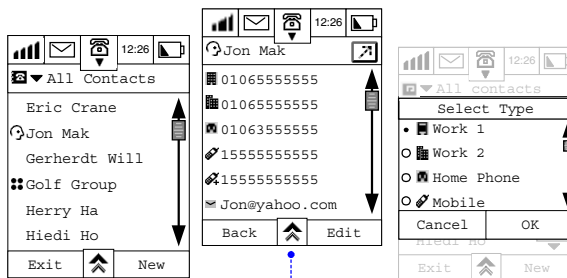 12:26
All Contacts
Eric Crane
Jon Mak
Gerherdt Will
Golf Group
Herry Ha
Hiedi Ho
Exit New
12:26
Jon Mak
01065555555
01065555555
01063555555
15555555555
15555555555
Jon@yahoo.com
Back Edit
12:26
All contacts
Select Type
Work 1
Work 2
Home Phone
Mobile
Cancel OK
Hiedi Ho
Exit New